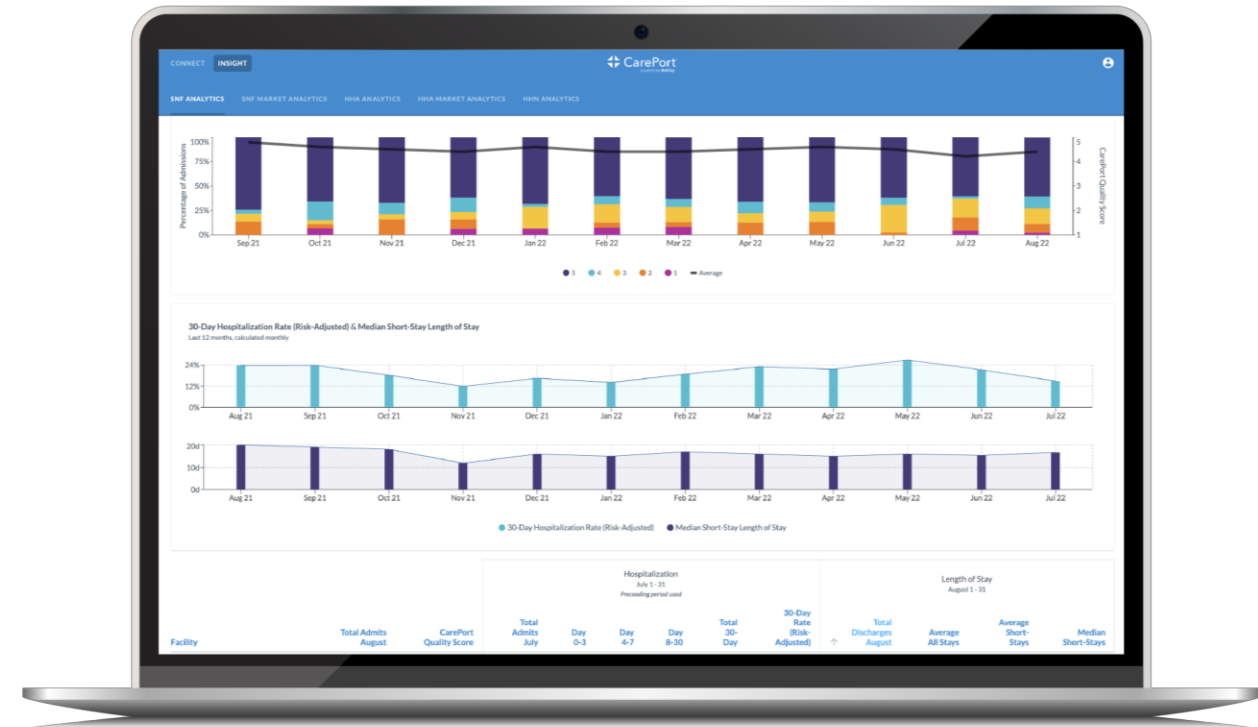 CONNECT INSIGHT
CarePort
powered by WellSky
SNF ANALYTICS SNF MARKET ANALYTICS HHA ANALYTICS HHA MARKET ANALYTICS HHN ANALYTICS
Percentage of Admissions
100%
75%
50%
25%
0%
5
4
3
2
1
CarePort Quality Score
Sep 21 Oct 21 Nov 21 Dec 21 Jan 22 Feb 22 Mar 22 Apr 22 May 22 Jun 22 Jul 22 Aug 22
5 4 3 2 1 Average
30-Day Hospitalization Rate (Risk-Adjusted) & Median Short-Stay Length of Stay
Last 12 months, calculated monthly
24%
12%
0%
Aug 21 Sep 21 Oct 21 Nov 21 Dec 21 Jan 22 Feb 22 Mar 22 Apr 22 May 22 Jun 22 Jul 22
20d
10d
0d
Aug 21 Sep 21 Oct 21 Nov 21 Dec 21 Jan 22 Feb 22 Mar 22 Apr 22 May 22 Jun 22 Jul 22
30-Day Hospitalization Rate (Risk-Adjusted) Median Short-Stay Length of Stay
Hospitalization
July 1 - 31
Preceeding period used
Length of Stay
August 1 - 31
Facility
Total Admits
August
CarePort
Quality Score
Total
Admits
July
Day
0-3
Day
4-7
Day
8-30
Total
30-
Day
30-Day
Rate
(Risk-
Adjusted)
Total
Discharges
August
Average
All Stays
Average
Short-
Stays
Median
Short-Stays